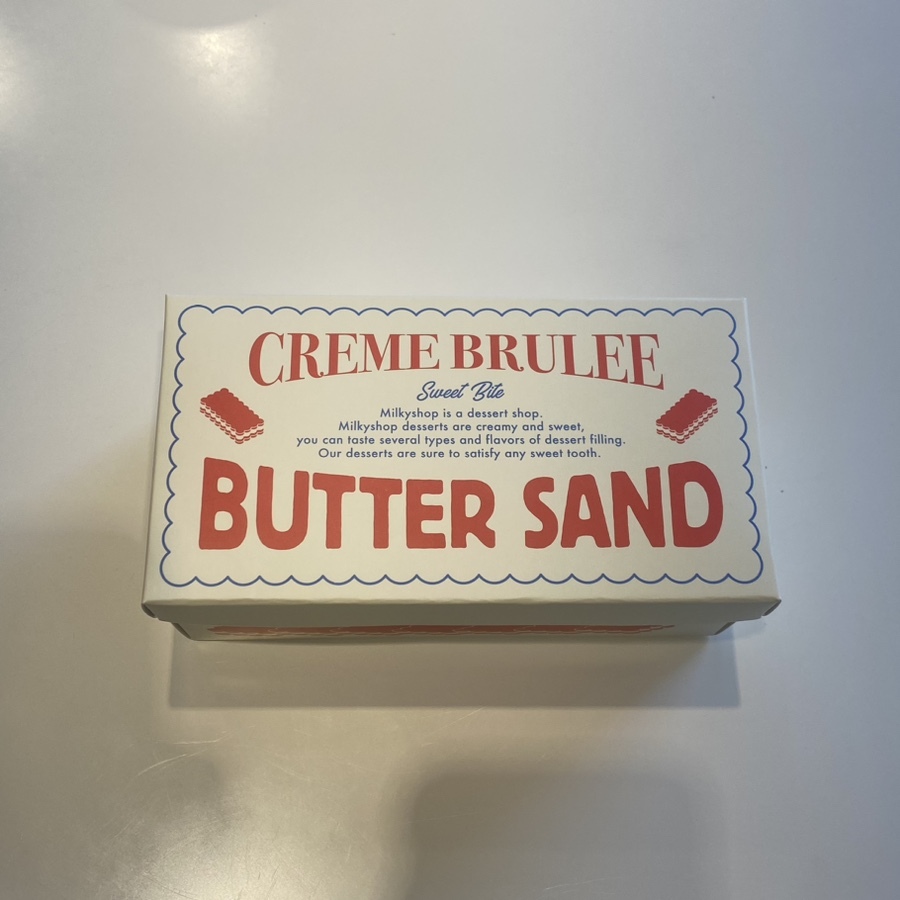 CREME BRULEE
Sweet Bite
Milkyshop is a dessert shop.
Milkyshop desserts are creamy and sweet,
you can taste several types and flavors of dessert filling.
Our desserts are sure to satisfy any sweet tooth.
BUTTER SAND